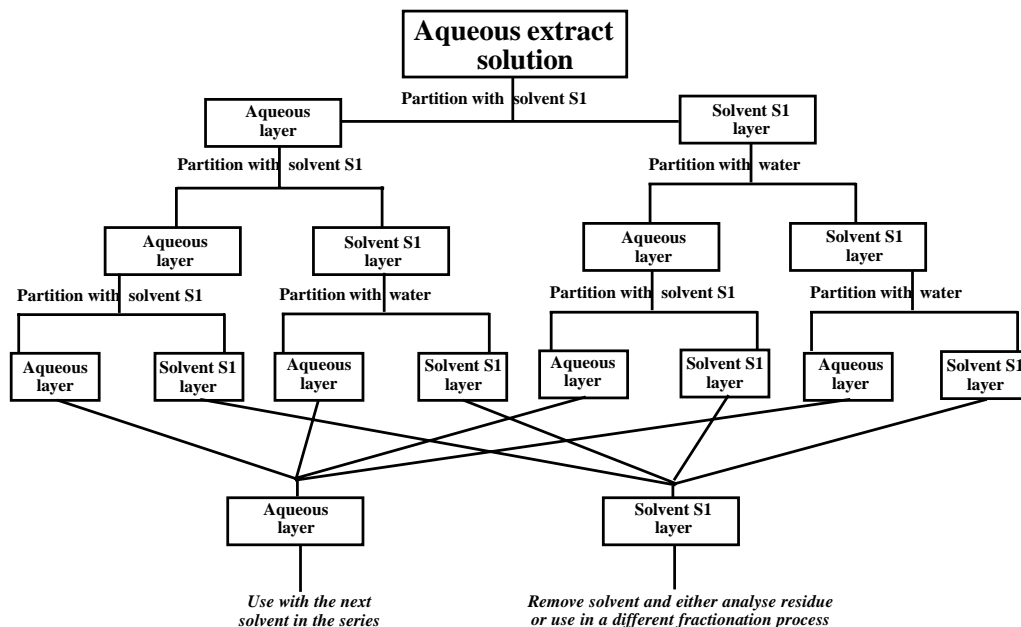 Aqueous extract
solution
Partition with solvent S1
Aqueous
layer
Solvent S1
layer
Partition with solvent S1
Partition with water
Aqueous
layer
Solvent S1
layer
Aqueous
layer
Solvent S1
layer
Partition with solvent S1
Partition with water
Partition with solvent S1
Partition with water
Aqueous
layer
Solvent S1
layer
Aqueous
layer
Solvent S1
layer
Aqueous
layer
Solvent S1
layer
Aqueous
layer
Solvent S1
layer
Aqueous
layer
Solvent S1
layer
Use with the next
solvent in the series
Remove solvent and either analyse residue
or use in a different fractionation process